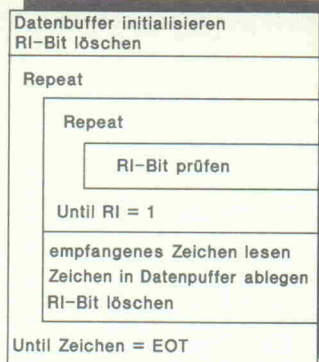 Datenbuffer initialisieren
RI-Bit löschen
Repeat
Repeat
RI-Bit prüfen
Until RI = 1
empfangenes Zeichen lesen
Zeichen in Datenpuffer ablegen
RI-Bit löschen
Until Zeichen = EOT